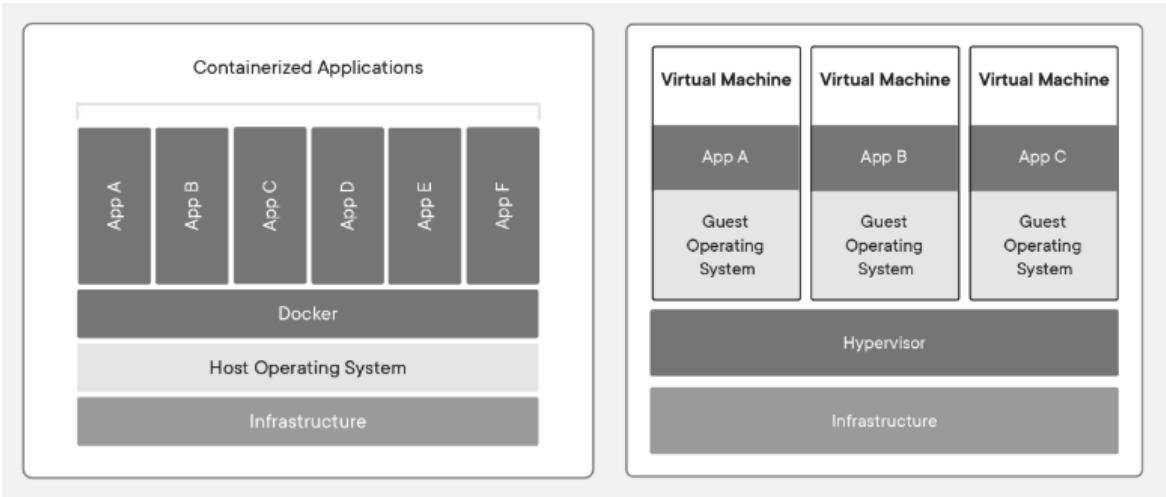 Containerized Applications
App A
App B
App C
App D
App E
App F
Docker
Host Operating System
Infrastructure
Virtual Machine
App A
Guest
Operating
System
Virtual Machine
App B
Guest
Operating
System
Virtual Machine
App C
Guest
Operating
System
Hypervisor
Infrastructure